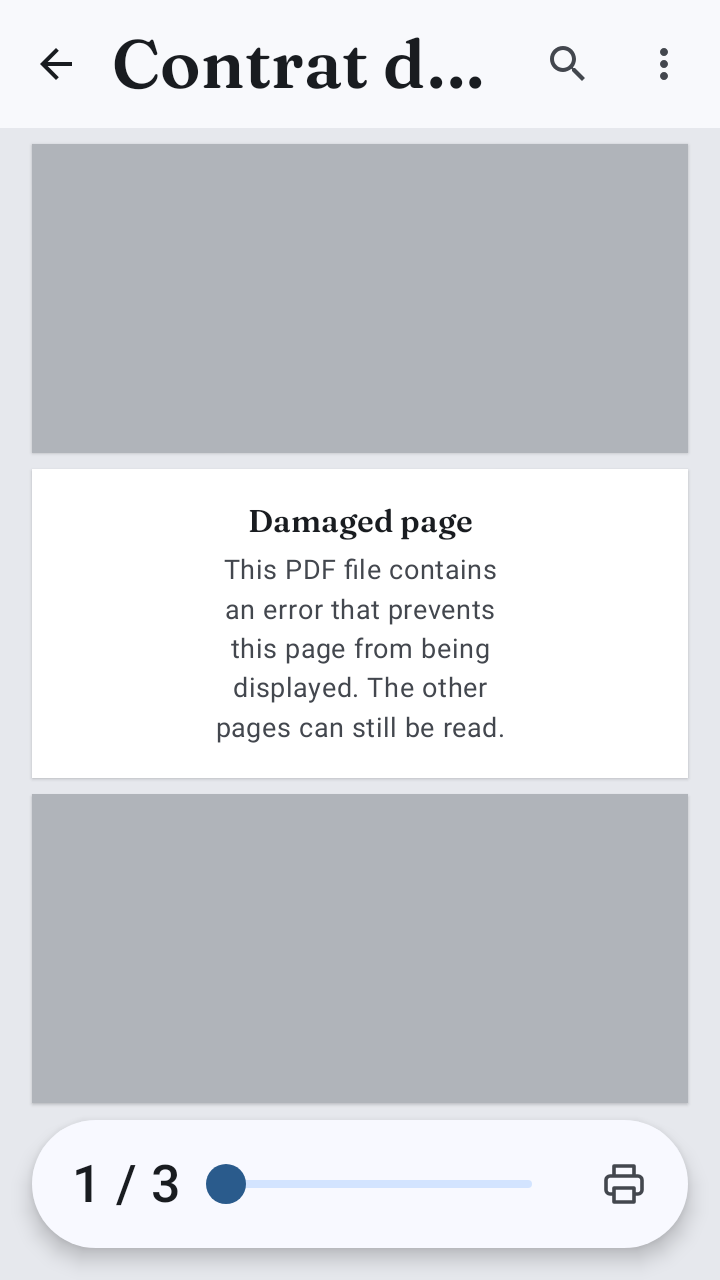 Contrat d...
Damaged page
This PDF file contains
an error that prevents
this page from being
displayed. The other
pages can still be read.
1 / 3